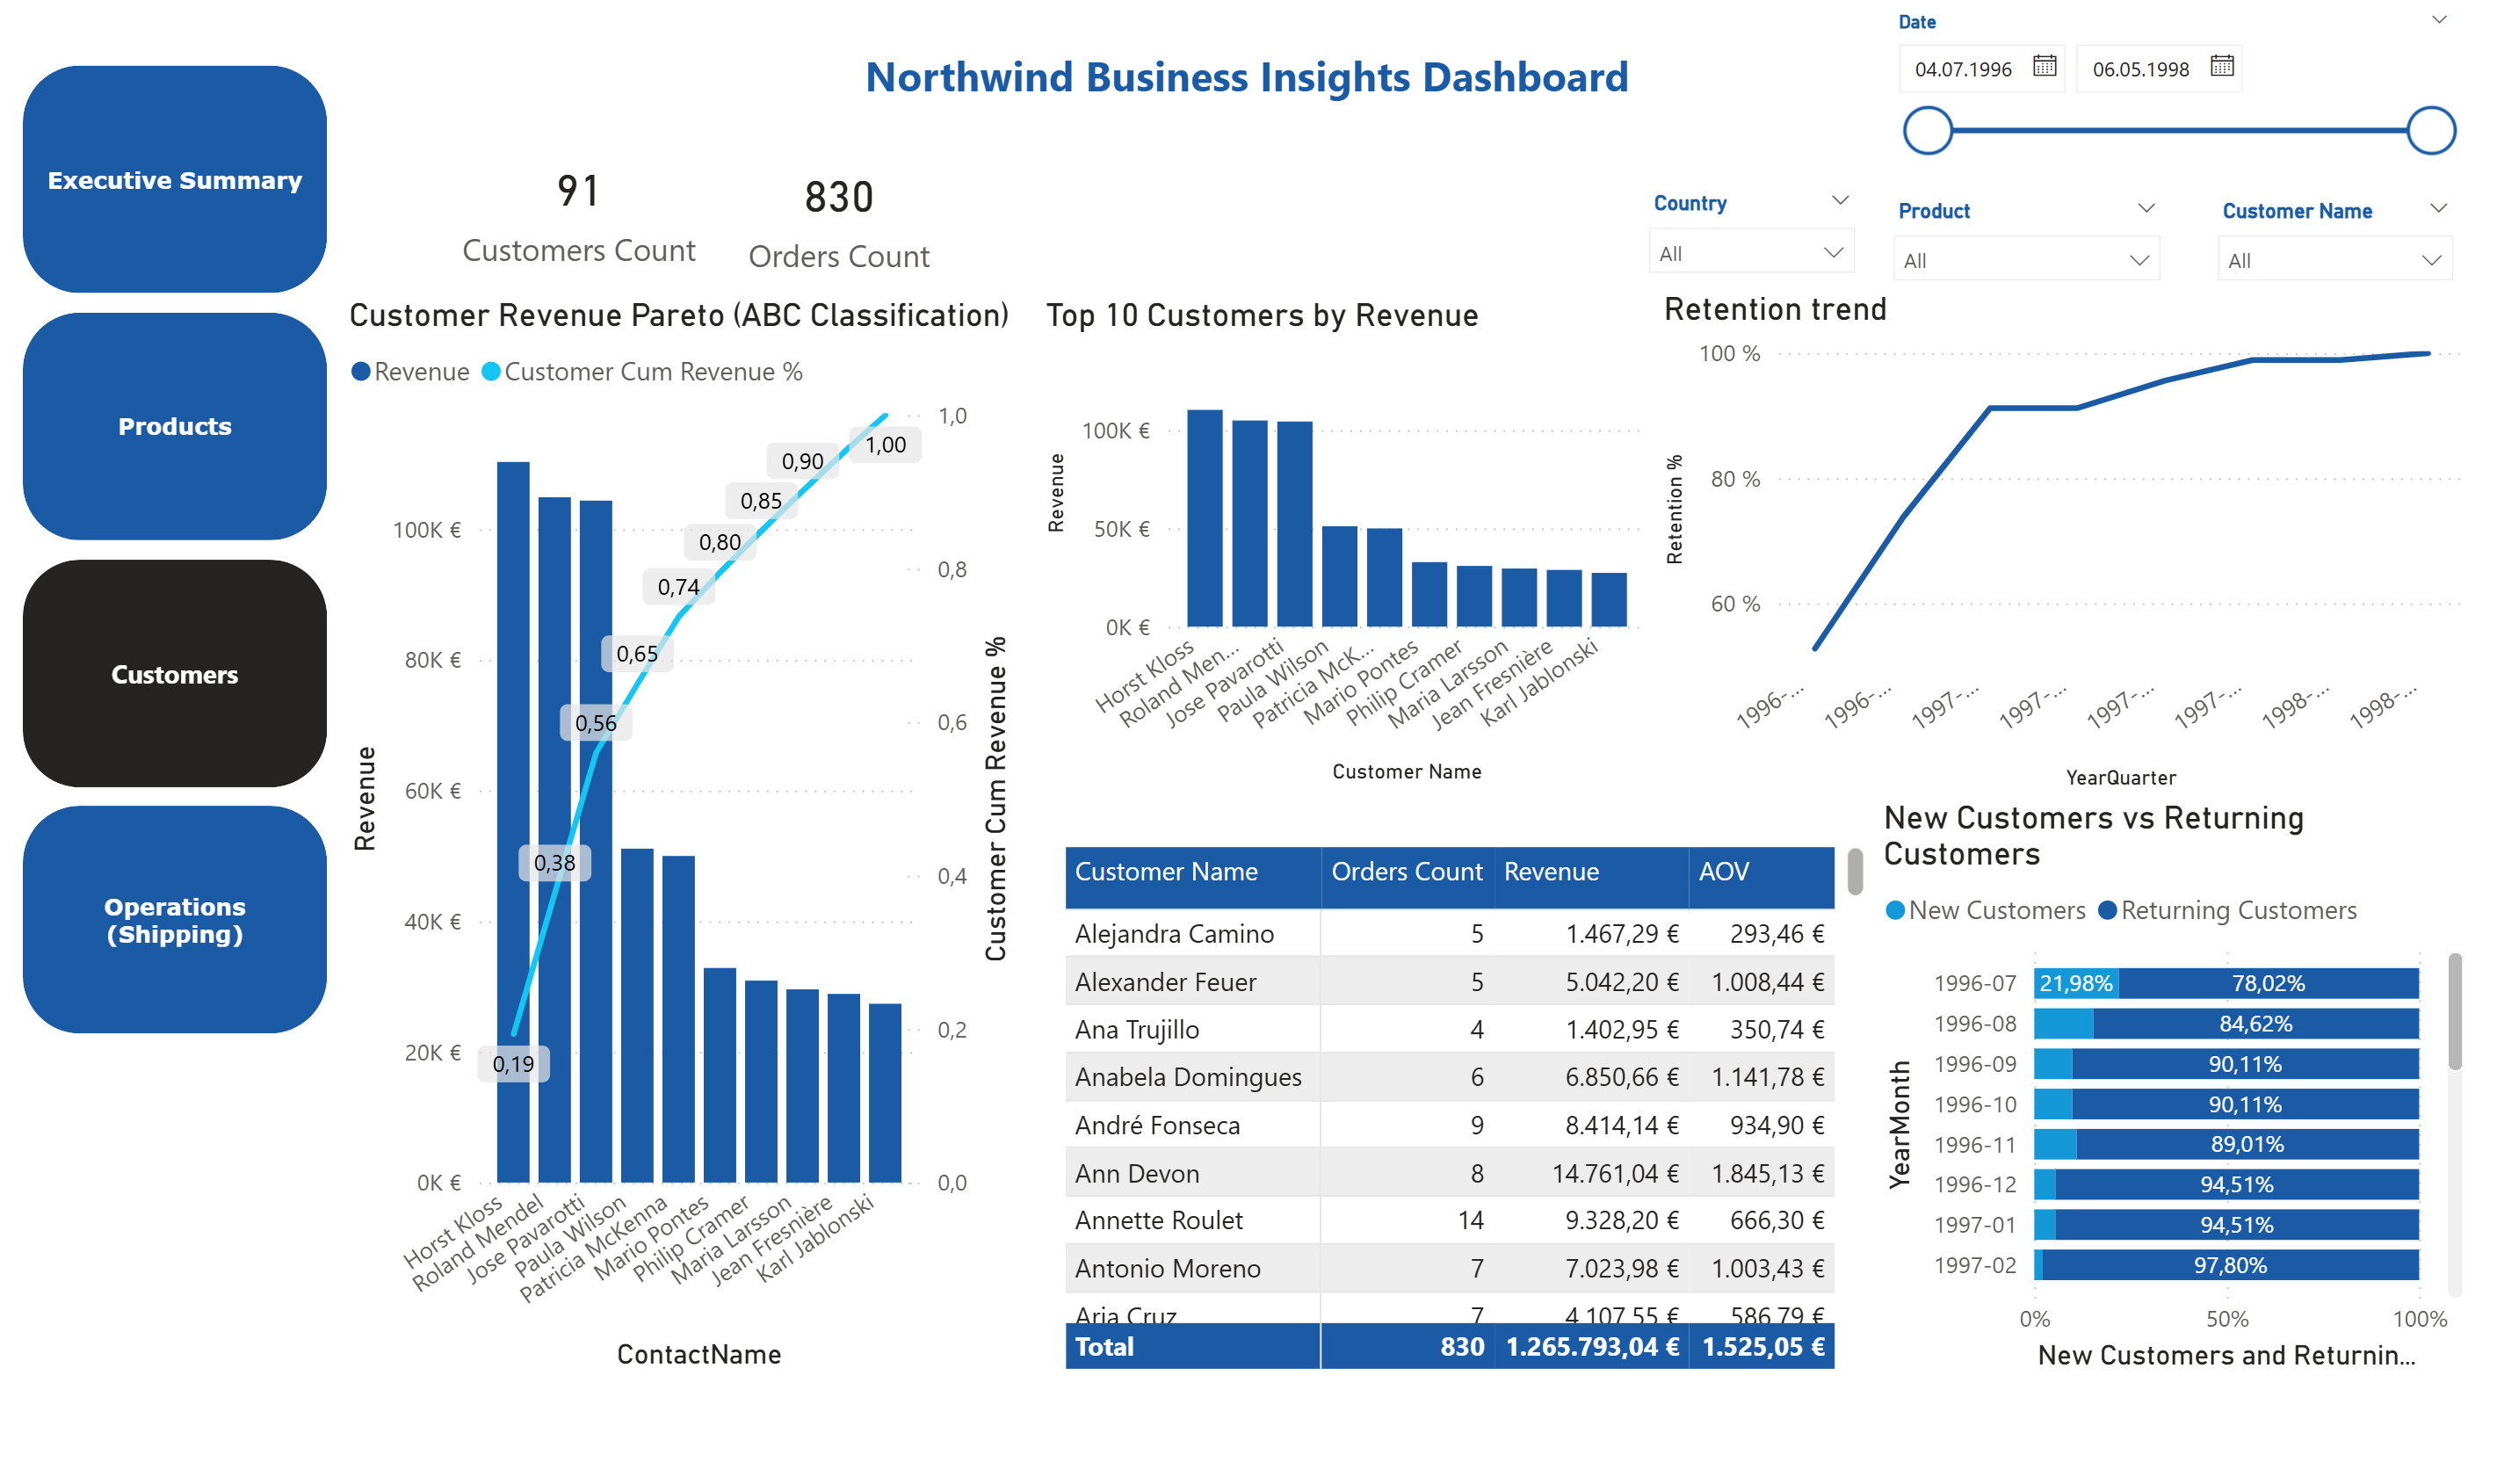 Northwind Business Insights Dashboard
Date
04.07.1996
06.05.1998
Executive Summary
Products
Customers
Operations
(Shipping)
91
Customers Count
830
Orders Count
Country
All
Product
All
Customer Name
All
Customer Revenue Pareto (ABC Classification)
Revenue
Customer Cum Revenue %
100K €
80K €
60K €
40K €
20K €
0K €
Revenue
1,0
0,8
0,6
0,4
0,2
0,0
Customer Cum Revenue %
0,19
0,38
0,56
0,65
0,74
0,80
0,85
0,90
1,00
Horst Kloss
Roland Mendel
Jose Pavarotti
Paula Wilson
Patricia McKenna
Mario Pontes
Philip Cramer
Maria Larsson
Jean Fresnière
Karl Jablonski
ContactName
Top 10 Customers by Revenue
Revenue
100K €
50K €
0K €
Horst Kloss
Roland Men...
Jose Pavarotti
Paula Wilson
Patricia McK...
Mario Pontes
Philip Cramer
Maria Larsson
Jean Fresnière
Karl Jablonski
Customer Name
Retention trend
Retention %
100 %
80 %
60 %
1996-...
1996-...
1997-...
1997-...
1997-...
1997-...
1998-...
1998-...
YearQuarter
Customer Name Orders Count Revenue AOV
Alejandra Camino 5 1.467,29 € 293,46 €
Alexander Feuer 5 5.042,20 € 1.008,44 €
Ana Trujillo 4 1.402,95 € 350,74 €
Anabela Domingues 6 6.850,66 € 1.141,78 €
André Fonseca 9 8.414,14 € 934,90 €
Ann Devon 8 14.761,04 € 1.845,13 €
Annette Roulet 14 9.328,20 € 666,30 €
Antonio Moreno 7 7.023,98 € 1.003,43 €
Aria Cruz 7 4.107,55 € 586,79 €
Total 830 1.265.793,04 € 1.525,05 €
New Customers vs Returning
Customers
New Customers
Returning Customers
YearMonth
1996-07 21,98% 78,02%
1996-08 84,62%
1996-09 90,11%
1996-10 90,11%
1996-11 89,01%
1996-12 94,51%
1997-01 94,51%
1997-02 97,80%
0% 50% 100%
New Customers and Returnin...